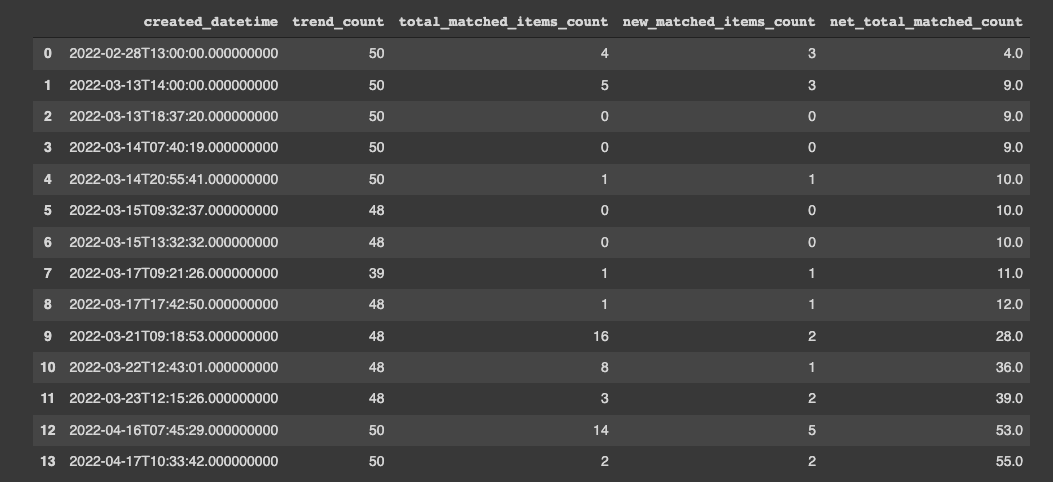 created_datetime trend_count total_matched_items_count new_matched_items_count net_total_matched_count
0 2022-02-28T13:00:00.000000000 50 4 3 4.0
1 2022-03-13T14:00:00.000000000 50 5 3 9.0
2 2022-03-13T18:37:20.000000000 50 0 0 9.0
3 2022-03-14T07:40:19.000000000 50 0 0 9.0
4 2022-03-14T20:55:41.000000000 50 1 1 10.0
5 2022-03-15T09:32:37.000000000 48 0 0 10.0
6 2022-03-15T13:32:32.000000000 48 0 0 10.0
7 2022-03-17T09:21:26.000000000 39 1 1 11.0
8 2022-03-17T17:42:50.000000000 48 1 1 12.0
9 2022-03-21T09:18:53.000000000 48 16 2 28.0
10 2022-03-22T12:43:01.000000000 48 8 1 36.0
11 2022-03-23T12:15:26.000000000 48 3 2 39.0
12 2022-04-16T07:45:29.000000000 50 14 5 53.0
13 2022-04-17T10:33:42.000000000 50 2 2 55.0